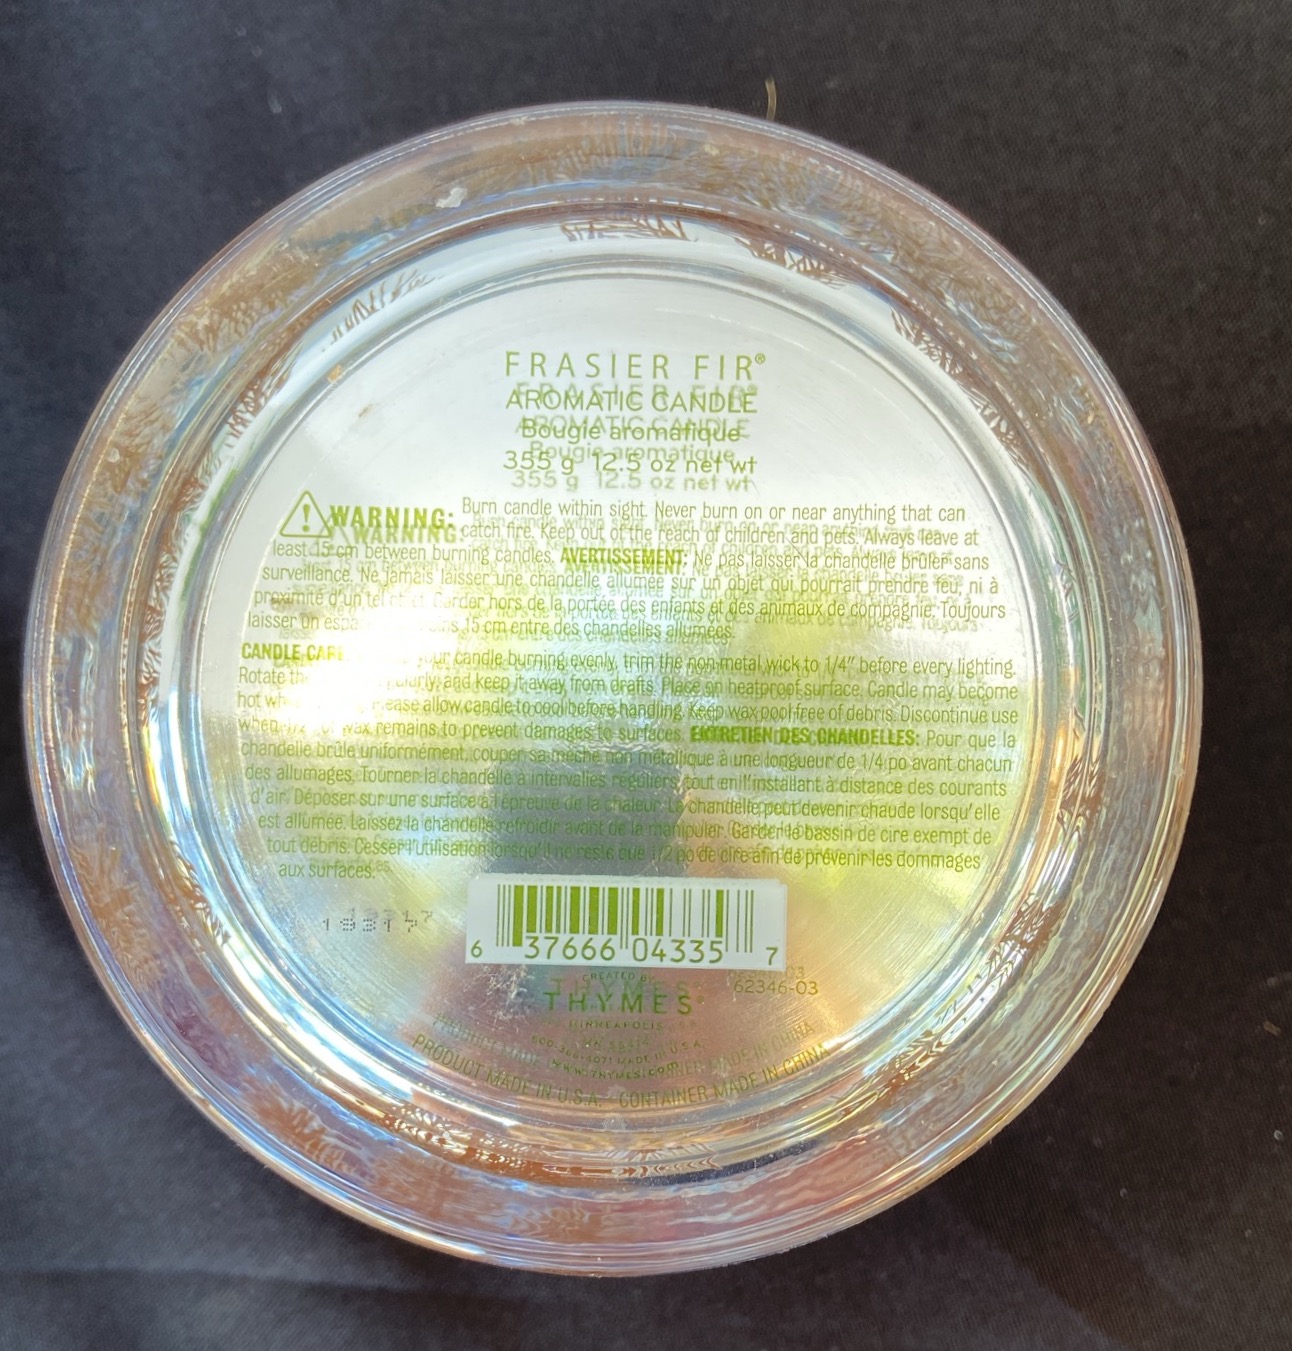 FRASIER FIR®
AROMATIC CANDLE
Bougie aromatique
355 g 12.5 oz net wt
WARNING: Burn candle within sight. Never burn on or near anything that can
catch fire. Keep out of the reach of children and pets. Always leave at
least 15 cm between burning candles. AVERTISSEMENT: Ne pas laisser la chandelle brûler sans
surveillance. Ne jamais laisser une chandelle allumée sur un objet qui pourrait prendre feu, ni à
proximité d'un tel Garder hors de la portée des enfants et des animaux de compagnie. Toujours
laisser un 15 cm entre des chandelles allumées.
CANDLE CARE candle burning evenly, trim the non-metal wick to 1/4" before every lighting.
Rotate and keep it away from drafts. Place on heatproof surface. Candle may become
hot allow candle to cool before handling. Keep wax pool free of debris. Discontinue use
when 1/2" wax remains to prevent damages to surfaces. ENTRETIEN DES CHANDELLES: Pour que la
chandelle brûle uniformément, couper sa mèche non métallique à une longueur de 1/4 po avant chacun
des allumages. Tourner la chandelle à intervalles réguliers tout en l'installant à distance des courants
d'air. Déposer sur une surface à l'épreuve de la chaleur. La chandelle peut devenir chaude lorsqu'elle
est allumée. Laissez la chandelle refroidir avant de la manipuler. Garder le bassin de cire exempt de
tout débris. Cesser l'utilisation lorsqu'il ne reste que 1/2 po de cire afin de prévenir les dommages
aux surfaces.
19317
6 37666 04335 7
62346-03
CREATED BY
THYMES®
MINNEAPOLIS
MADE IN U.S.A.
WWW.THYMES.COM
PRODUCT MADE IN U.S.A. CONTAINER MADE IN CHINA